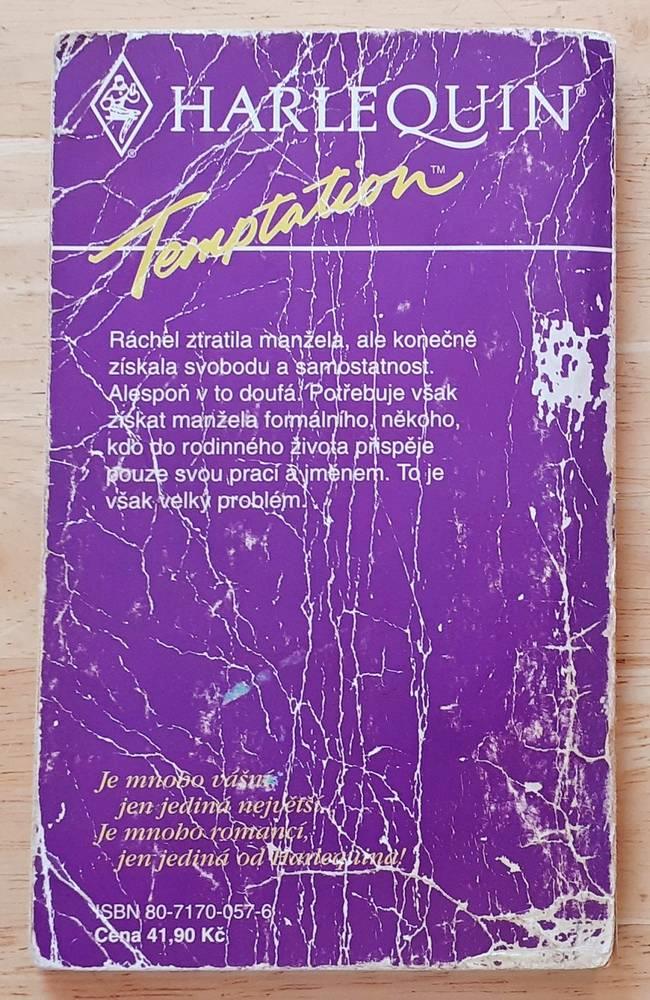 HARLEQUIN®
Temptation™
Ráchel ztratila manžela, ale konečně
získala svobodu a samostatnost.
Alespoň v to doufá. Potřebuje však
získat manžela formálního, někoho,
kdo do rodinného života přispěje
pouze svou prací a jménem. To je
však velký problém.
Je mnoho vášní,
jen jediná největší.
Je mnoho romancí,
jen jediná od Harlequina!
ISBN 80-7170-057-6
Cena 41,90 Kč